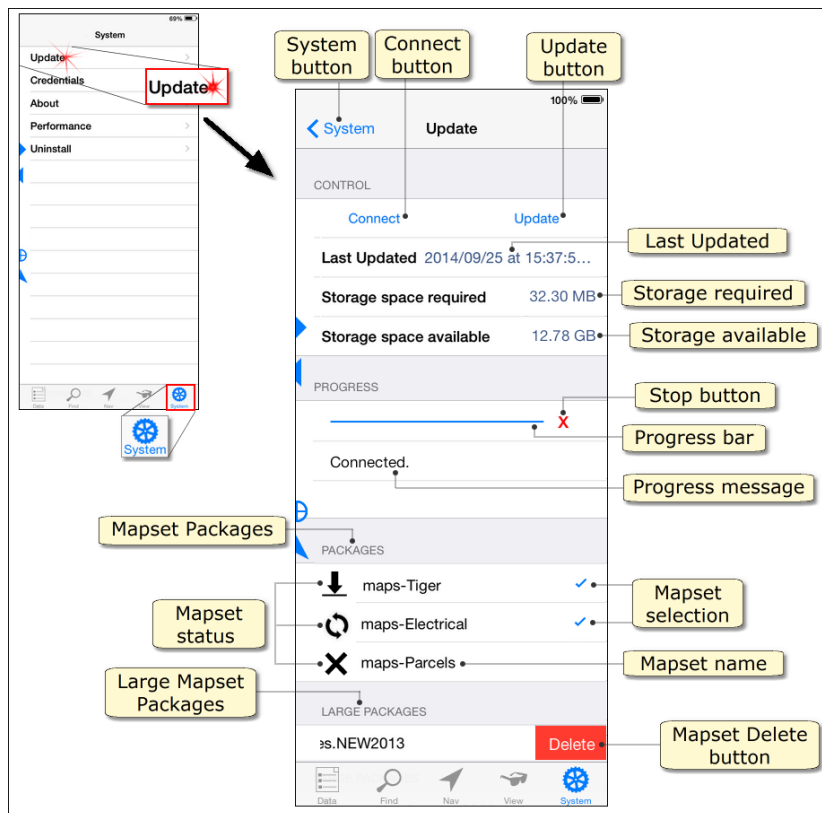 69%
System
Update
Credentials
About
Performance
Uninstall
Update
Data
Find
Nav
View
System
System
System
button
Connect
button
Update
button
100%
System
Update
CONTROL
Connect
Update
Last Updated 2014/09/25 at 15:37:5...
Last Updated
Storage space required 32.30 MB
Storage required
Storage space available 12.78 GB
Storage available
PROGRESS
X
Stop button
Progress bar
Connected.
Progress message
Mapset Packages
PACKAGES
maps-Tiger
Mapset
selection
Mapset
status
maps-Electrical
maps-Parcels
Mapset name
Large Mapset
Packages
LARGE PACKAGES
es.NEW2013
Delete
Mapset Delete
button
Data
Find
Nav
View
System